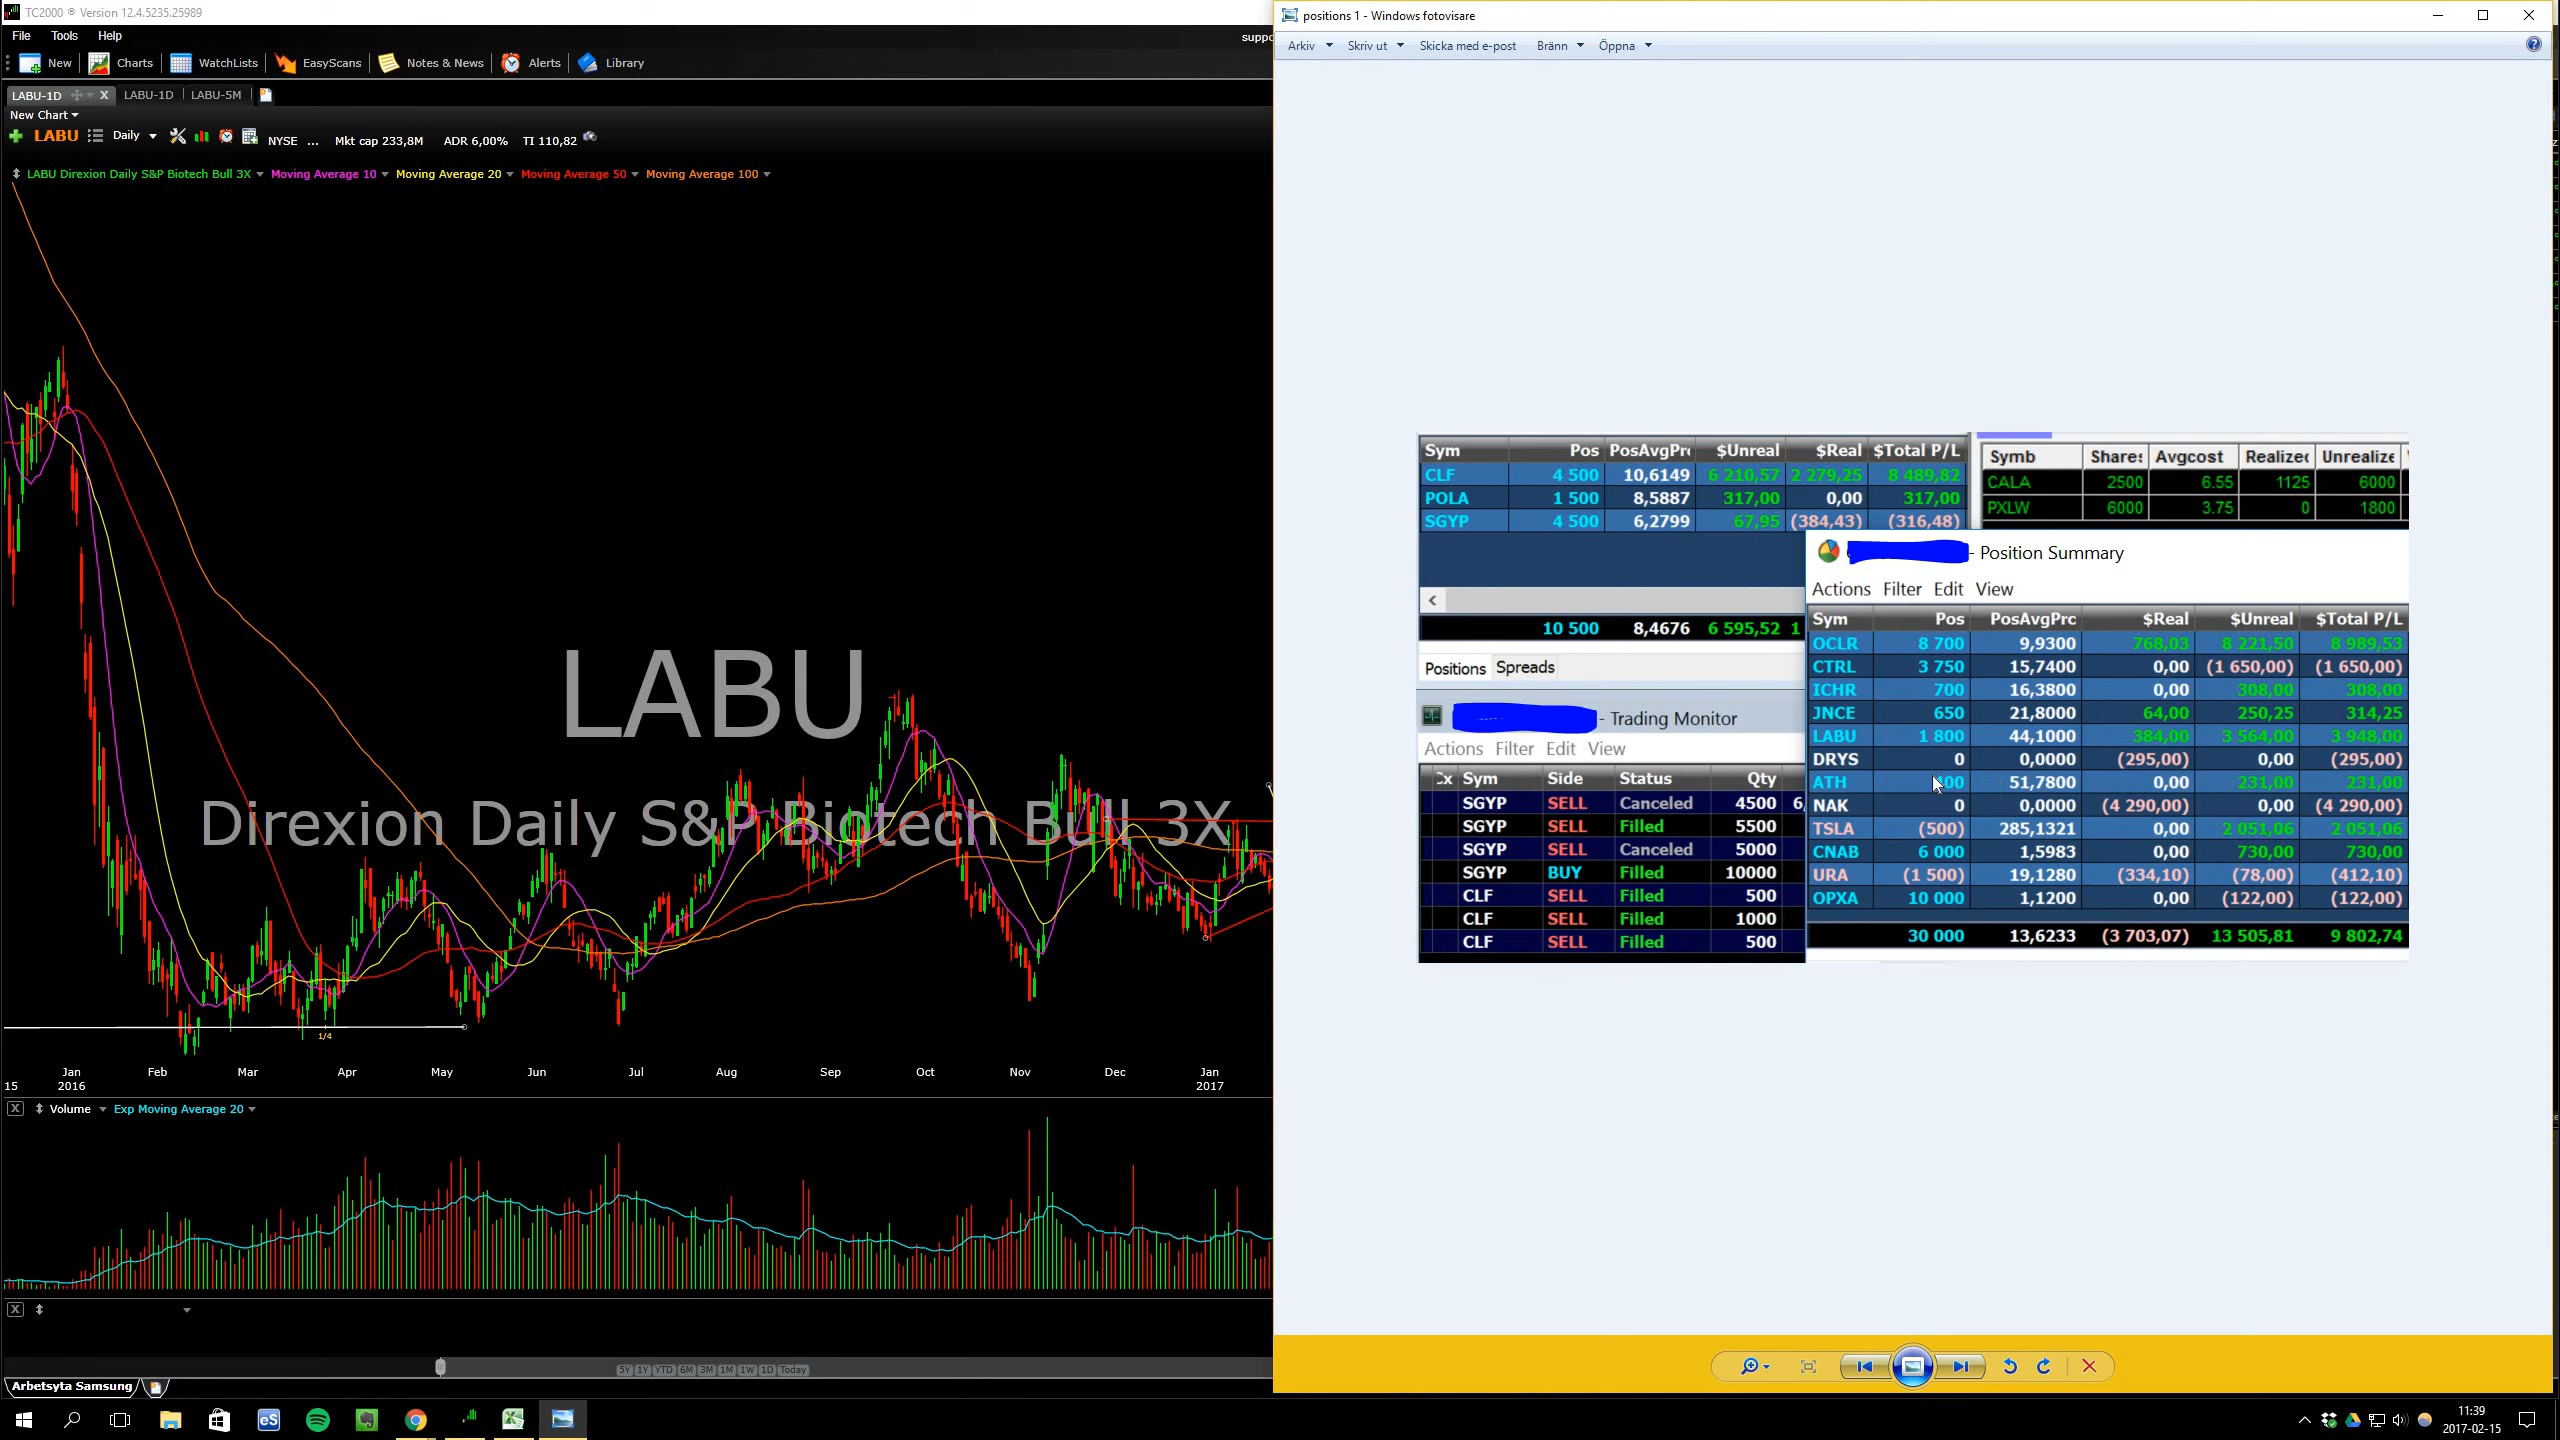 TC2000 ® Version 12.4.5235.25989
File Tools Help
New Charts WatchLists EasyScans Notes & News Alerts Library
LABU-1D X LABU-1D LABU-5M
New Chart
LABU Daily NYSE ... Mkt cap 233,8M ADR 6,00% TI 110,82
LABU Direxion Daily S&P Biotech Bull 3X Moving Average 10 Moving Average 20 Moving Average 50 Moving Average 100
LABU
Direxion Daily S&P Biotech Bull 3X
1/4
Jan Feb Mar Apr May Jun Jul Aug Sep Oct Nov Dec Jan
15 2016 2017
X Volume Exp Moving Average 20
X
5Y 1Y YTD 6M 3M 1M 1W 1D Today
Arbetsyta Samsung
positions 1 - Windows fotovisare
Arkiv Skriv ut Skicka med e-post Bränn Öppna
Sym Pos PosAvgPr $Unreal $Real $Total P/L
CLF 4 500 10,6149 6 210,57 2 279,25 8 489,82
POLA 1 500 8,5887 317,00 0,00 317,00
SGYP 4 500 6,2799 67,95 (384,43) (316,48)
10 500 8,4676 6 595,52 1
Positions Spreads
Symb Shares Avgcost Realized Unrealize
CALA 2500 6.55 1125 6000
PXLW 6000 3.75 0 1800
- Trading Monitor
Actions Filter Edit View
Cx Sym Side Status Qty
SGYP SELL Canceled 4500 6,
SGYP SELL Filled 5500
SGYP SELL Canceled 5000
SGYP BUY Filled 10000
CLF SELL Filled 500
CLF SELL Filled 1000
CLF SELL Filled 500
- Position Summary
Actions Filter Edit View
Sym Pos PosAvgPrc $Real $Unreal $Total P/L
OCLR 8 700 9,9300 768,03 8 221,50 8 989,53
CTRL 3 750 15,7400 0,00 (1 650,00) (1 650,00)
ICHR 700 16,3800 0,00 308,00 308,00
JNCE 650 21,8000 64,00 250,25 314,25
LABU 1 800 44,1000 384,00 3 564,00 3 948,00
DRYS 0 0,0000 (295,00) 0,00 (295,00)
ATH 51,7800 0,00 231,00 231,00
NAK 0 0,0000 (4 290,00) 0,00 (4 290,00)
TSLA (500) 285,1321 0,00 2 051,06 2 051,06
CNAB 6 000 1,5983 0,00 730,00 730,00
URA (1 500) 19,1280 (334,10) (78,00) (412,10)
OPXA 10 000 1,1200 0,00 (122,00) (122,00)
30 000 13,6233 (3 703,07) 13 505,81 9 802,74
eS
11:39
2017-02-15